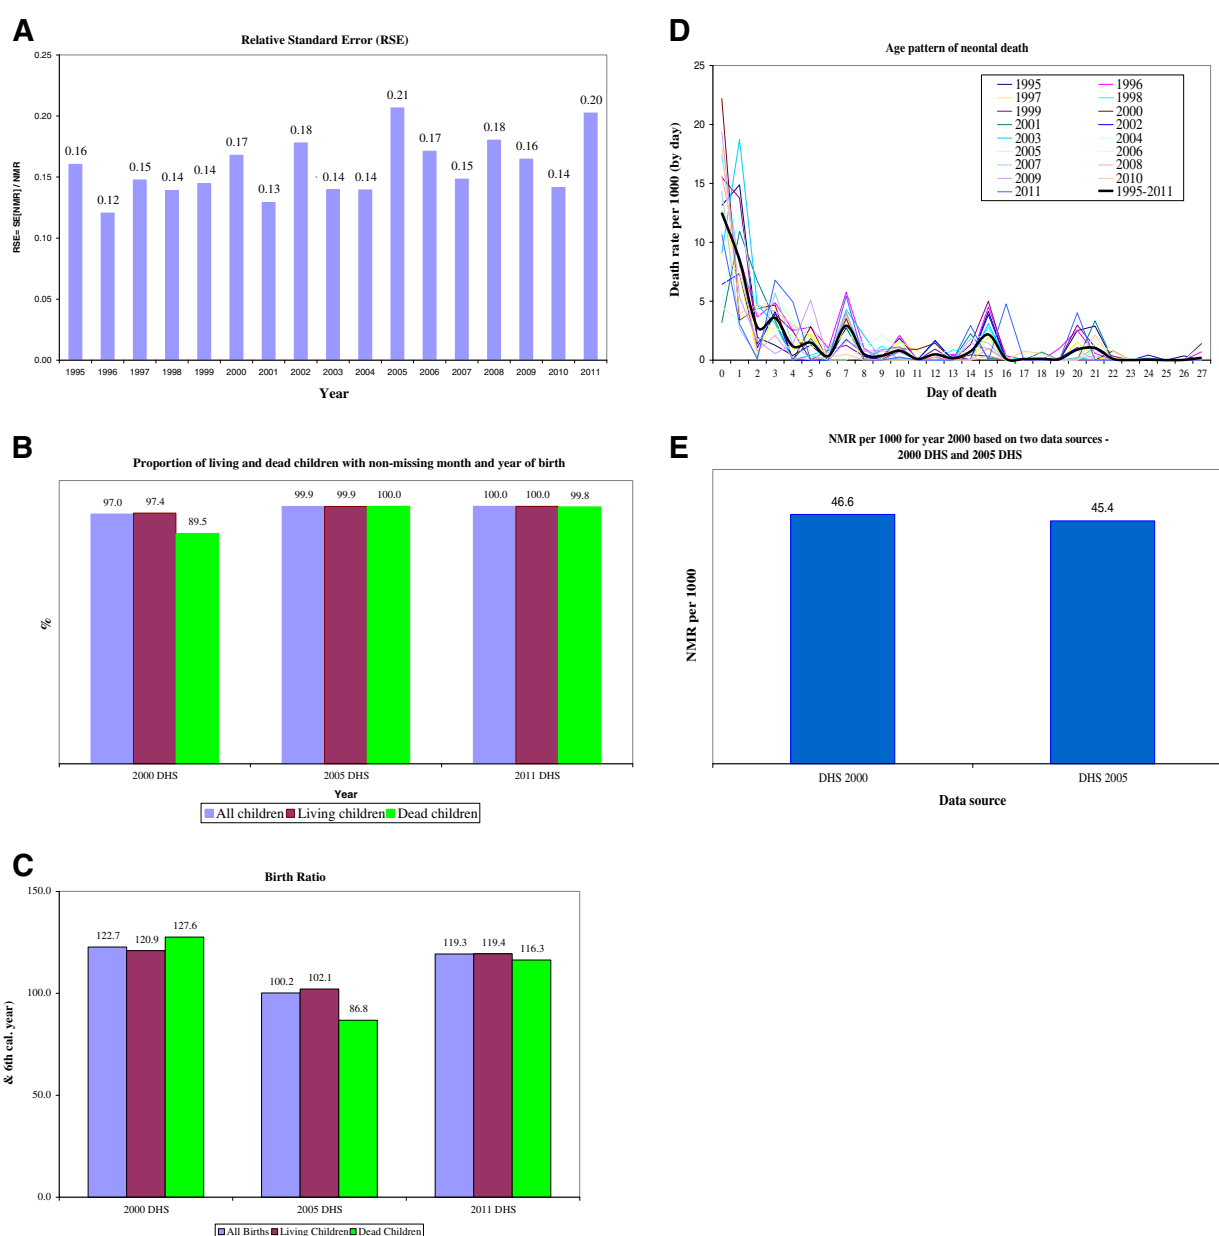 A
Relative Standard Error (RSE)
0.25
0.20
0.15
0.10
0.05
0.00
RSE= SE[NMR] / NMR
0.16
0.12
0.15
0.14
0.14
0.17
0.13
0.18
0.14
0.14
0.21
0.17
0.15
0.18
0.16
0.14
0.20
1995 1996 1997 1998 1999 2000 2001 2002 2003 2004 2005 2006 2007 2008 2009 2010 2011
Year
B
Proportion of living and dead children with non-missing month and year of birth
97.0 97.4 89.5 99.9 99.9 100.0 100.0 100.0 99.8
%
2000 DHS 2005 DHS 2011 DHS
Year
All children Living children Dead children
C
Birth Ratio
150.0
100.0
50.0
0.0
& 6th cal. year)
122.7 120.9 127.6 100.2 102.1 86.8 119.3 119.4 116.3
2000 DHS 2005 DHS 2011 DHS
All Births Living Children Dead Children
D
Age pattern of neontal death
25
20
15
10
5
0
Death rate per 1000 (by day)
1995 1996
1997 1998
1999 2000
2001 2002
2003 2004
2005 2006
2007 2008
2009 2010
2011 1995-2011
0 1 2 3 4 5 6 7 8 9 10 11 12 13 14 15 16 17 18 19 20 21 22 23 24 25 26 27
Day of death
E
NMR per 1000 for year 2000 based on two data sources -
2000 DHS and 2005 DHS
46.6 45.4
NMR per 1000
DHS 2000 DHS 2005
Data source